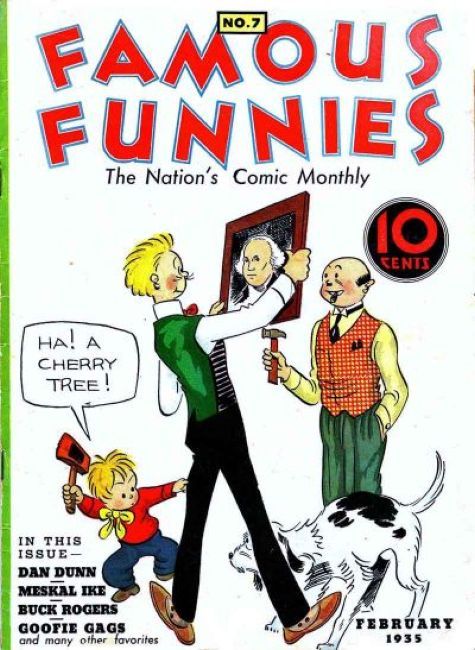 NO. 7
FAMOUS
FUNNIES
The Nation's Comic Monthly
10
CENTS
HA! A
CHERRY
TREE!
IN THIS
ISSUE—
DAN DUNN
MESKAL IKE
BUCK ROGERS
GOOFIE GAGS
and many other favorites
FEBRUARY
1935